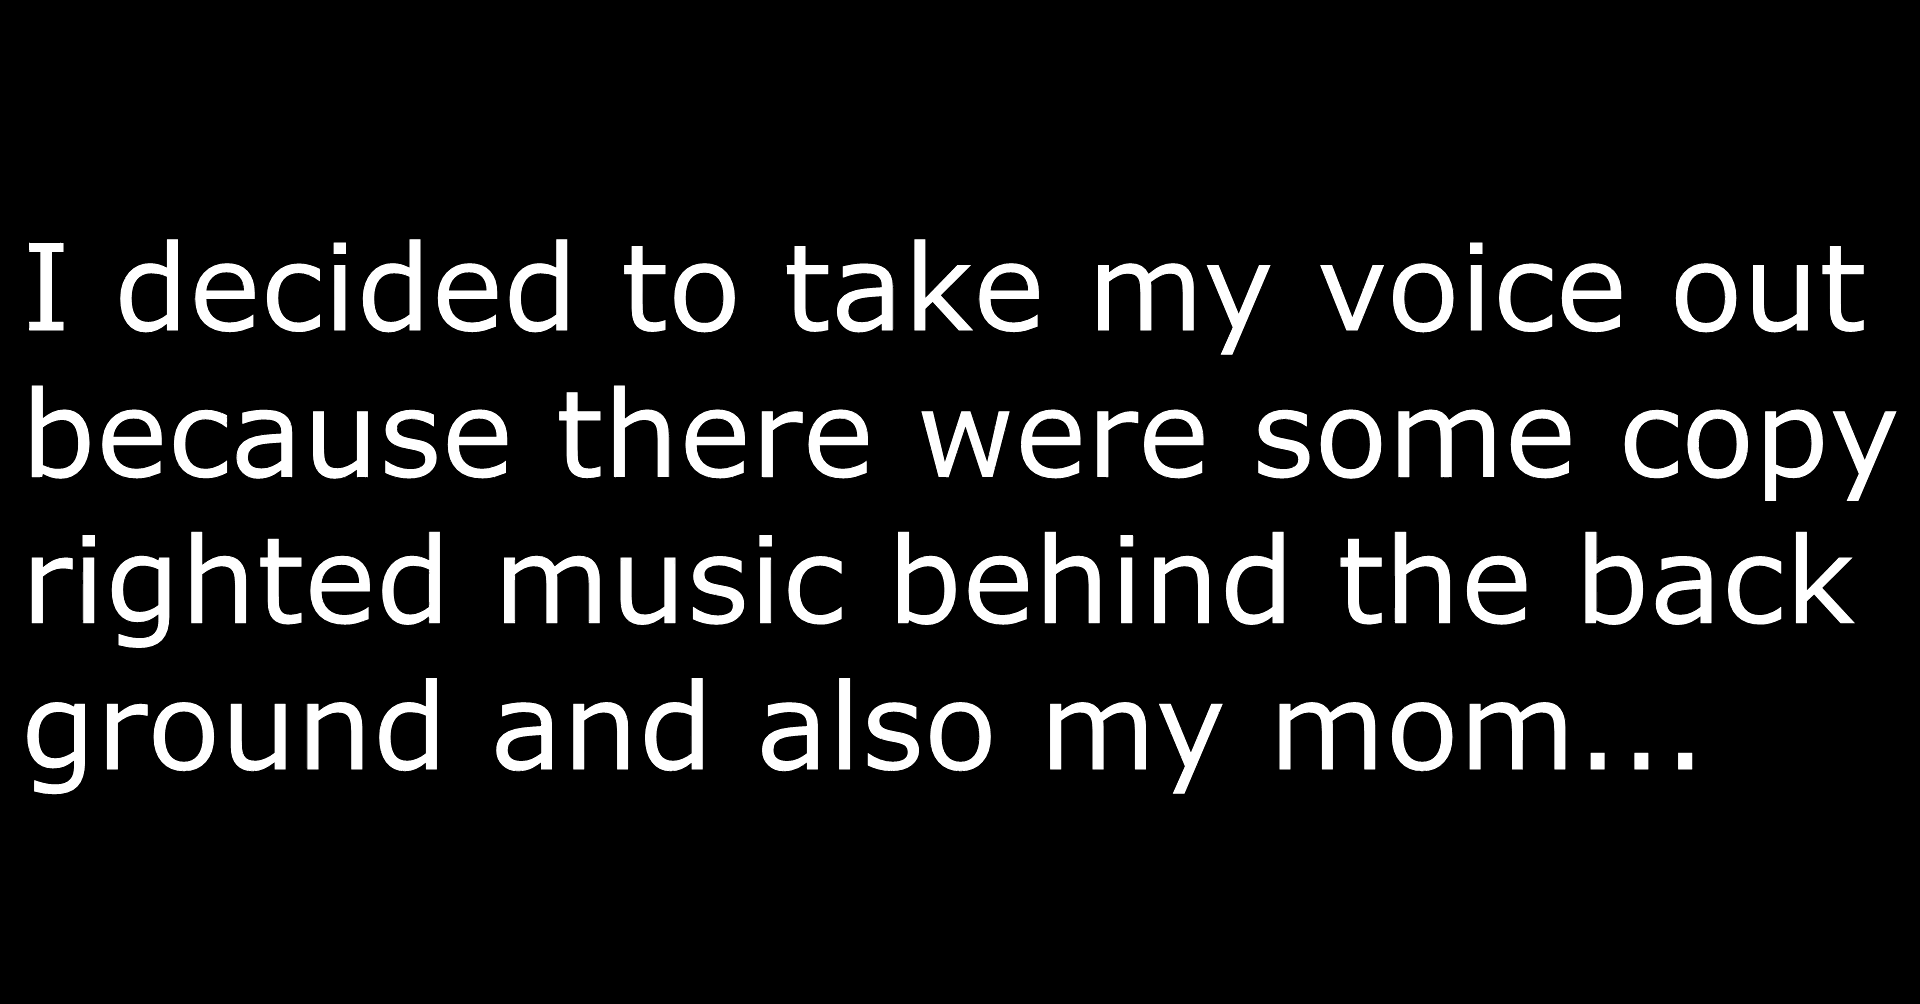 I decided to take my voice out
because there were some copy
righted music behind the back
ground and also my mom...